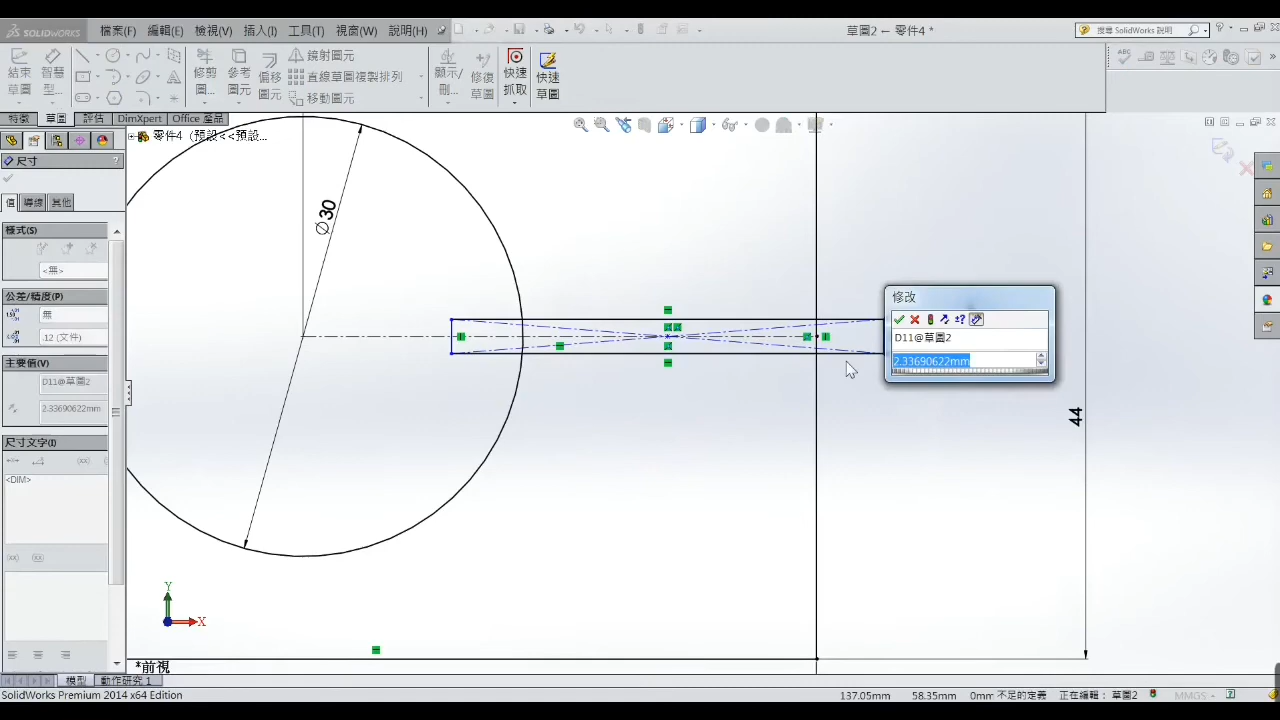 SOLIDWORKS 檔案(F) 編輯(E) 檢視(V) 插入(I) 工具(T) 視窗(W) 說明(H) 草圖2 ← 零件4 * 搜尋 SOLIDWORKS 說明
結束草圖 智慧型... 修剪圖... 參考圖元 偏移圖元 鏡射圖元 顯示/刪... 修復草圖 快速抓取 快速草圖
直線草圖複製排列
移動圖元
特徵 草圖 評估 DimXpert Office 產品
零件4 (預設<<預設...
尺寸 ?
值 導線 其他
樣式(S)
<無>
公差/精度(P)
無
.12 (文件)
主要值(V)
D11@草圖2
2.33690622mm
尺寸文字(I)
<DIM>
(xx)
∅30
修改
D11@草圖2
2.33690622mm
44
Y
X
*前視
模型 動作研究 1
SolidWorks Premium 2014 x64 Edition 137.05mm 58.35mm 0mm 不足的定義 正在編輯: 草圖2 MMGS